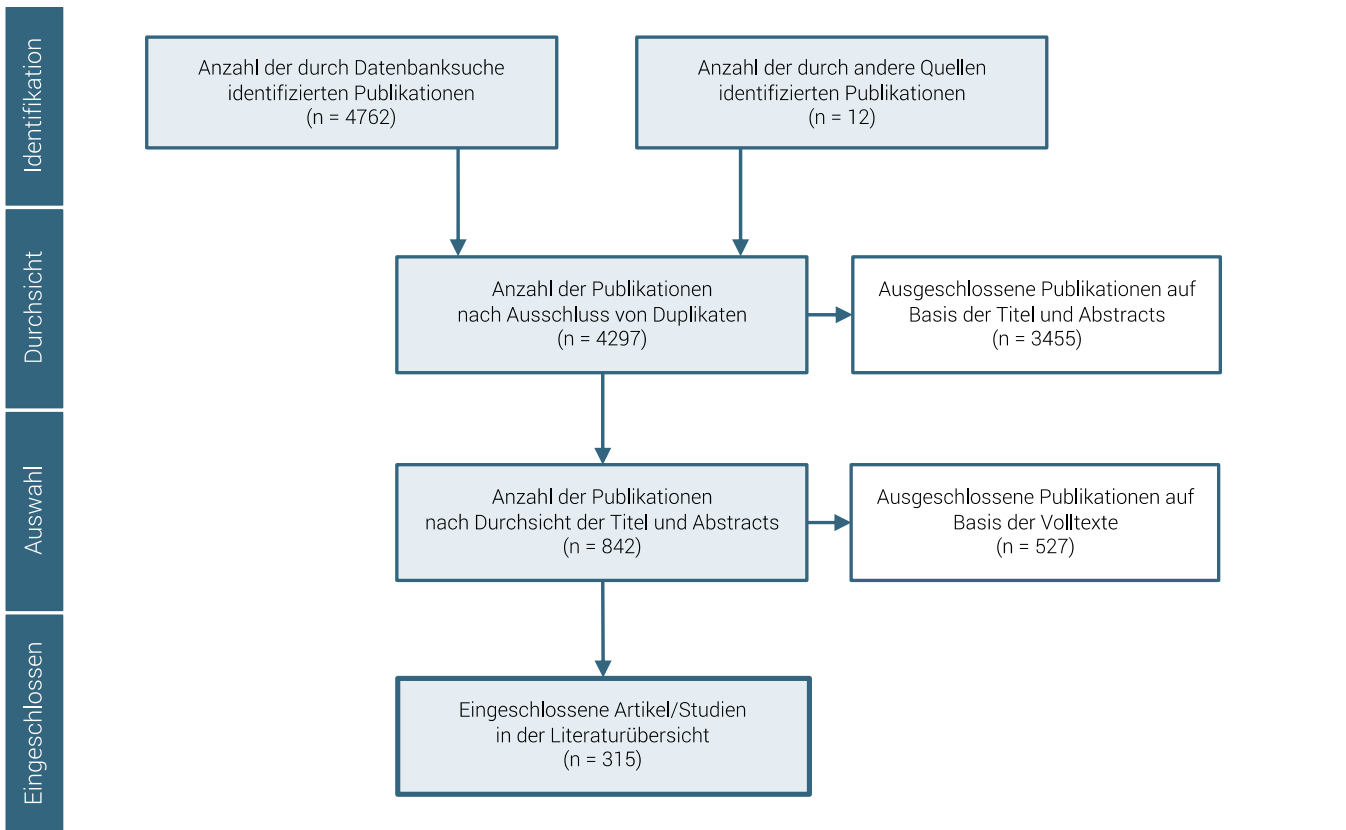 Identifikation
Anzahl der durch Datenbanksuche
identifizierten Publikationen
(n = 4762)
Anzahl der durch andere Quellen
identifizierten Publikationen
(n = 12)
Durchsicht
Anzahl der Publikationen
nach Ausschluss von Duplikaten
(n = 4297)
Ausgeschlossene Publikationen auf
Basis der Titel und Abstracts
(n = 3455)
Auswahl
Anzahl der Publikationen
nach Durchsicht der Titel und Abstracts
(n = 842)
Ausgeschlossene Publikationen auf
Basis der Volltexte
(n = 527)
Eingeschlossen
Eingeschlossene Artikel/Studien
in der Literaturübersicht
(n = 315)